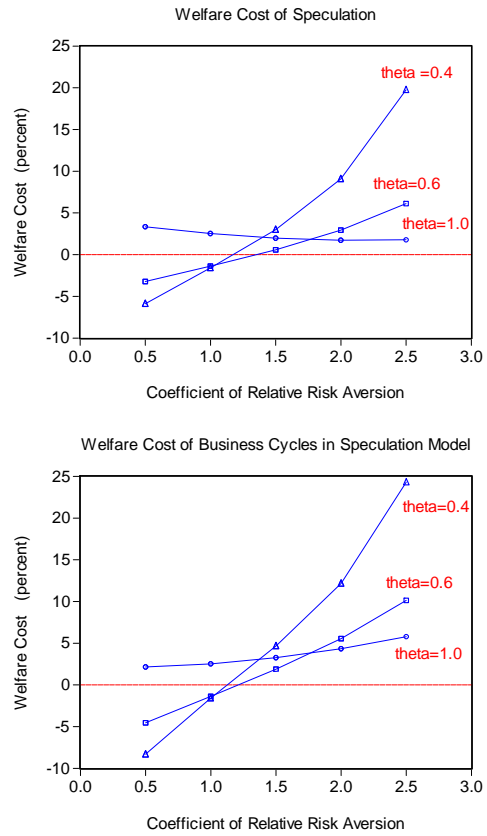 Welfare Cost of Speculation
25
20
15
10
5
0
-5
-10
Welfare Cost (percent)
theta =0.4
theta=0.6
theta=1.0
0.0 0.5 1.0 1.5 2.0 2.5 3.0
Coefficient of Relative Risk Aversion
Welfare Cost of Business Cycles in Speculation Model
25
20
15
10
5
0
-5
-10
Welfare Cost (percent)
theta=0.4
theta=0.6
theta=1.0
0.0 0.5 1.0 1.5 2.0 2.5 3.0
Coefficient of Relative Risk Aversion